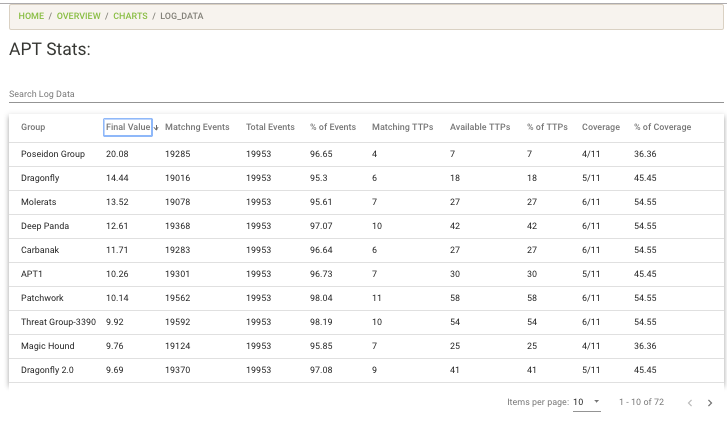 HOME / OVERVIEW / CHARTS / LOG_DATA
APT Stats:
Search Log Data
Group Final Value Matchng Events Total Events % of Events Matching TTPs Available TTPs % of TTPs Coverage % of Coverage
Poseidon Group 20.08 19285 19953 96.65 4 7 7 4/11 36.36
Dragonfly 14.44 19016 19953 95.3 6 18 18 5/11 45.45
Molerats 13.52 19078 19953 95.61 7 27 27 6/11 54.55
Deep Panda 12.61 19368 19953 97.07 10 42 42 6/11 54.55
Carbanak 11.71 19283 19953 96.64 6 27 27 6/11 54.55
APT1 10.26 19301 19953 96.73 7 30 30 5/11 45.45
Patchwork 10.14 19562 19953 98.04 11 58 58 6/11 54.55
Threat Group-3390 9.92 19592 19953 98.19 10 54 54 6/11 54.55
Magic Hound 9.76 19124 19953 95.85 7 25 25 4/11 36.36
Dragonfly 2.0 9.69 19370 19953 97.08 9 41 41 5/11 45.45
Items per page: 10 1 - 10 of 72